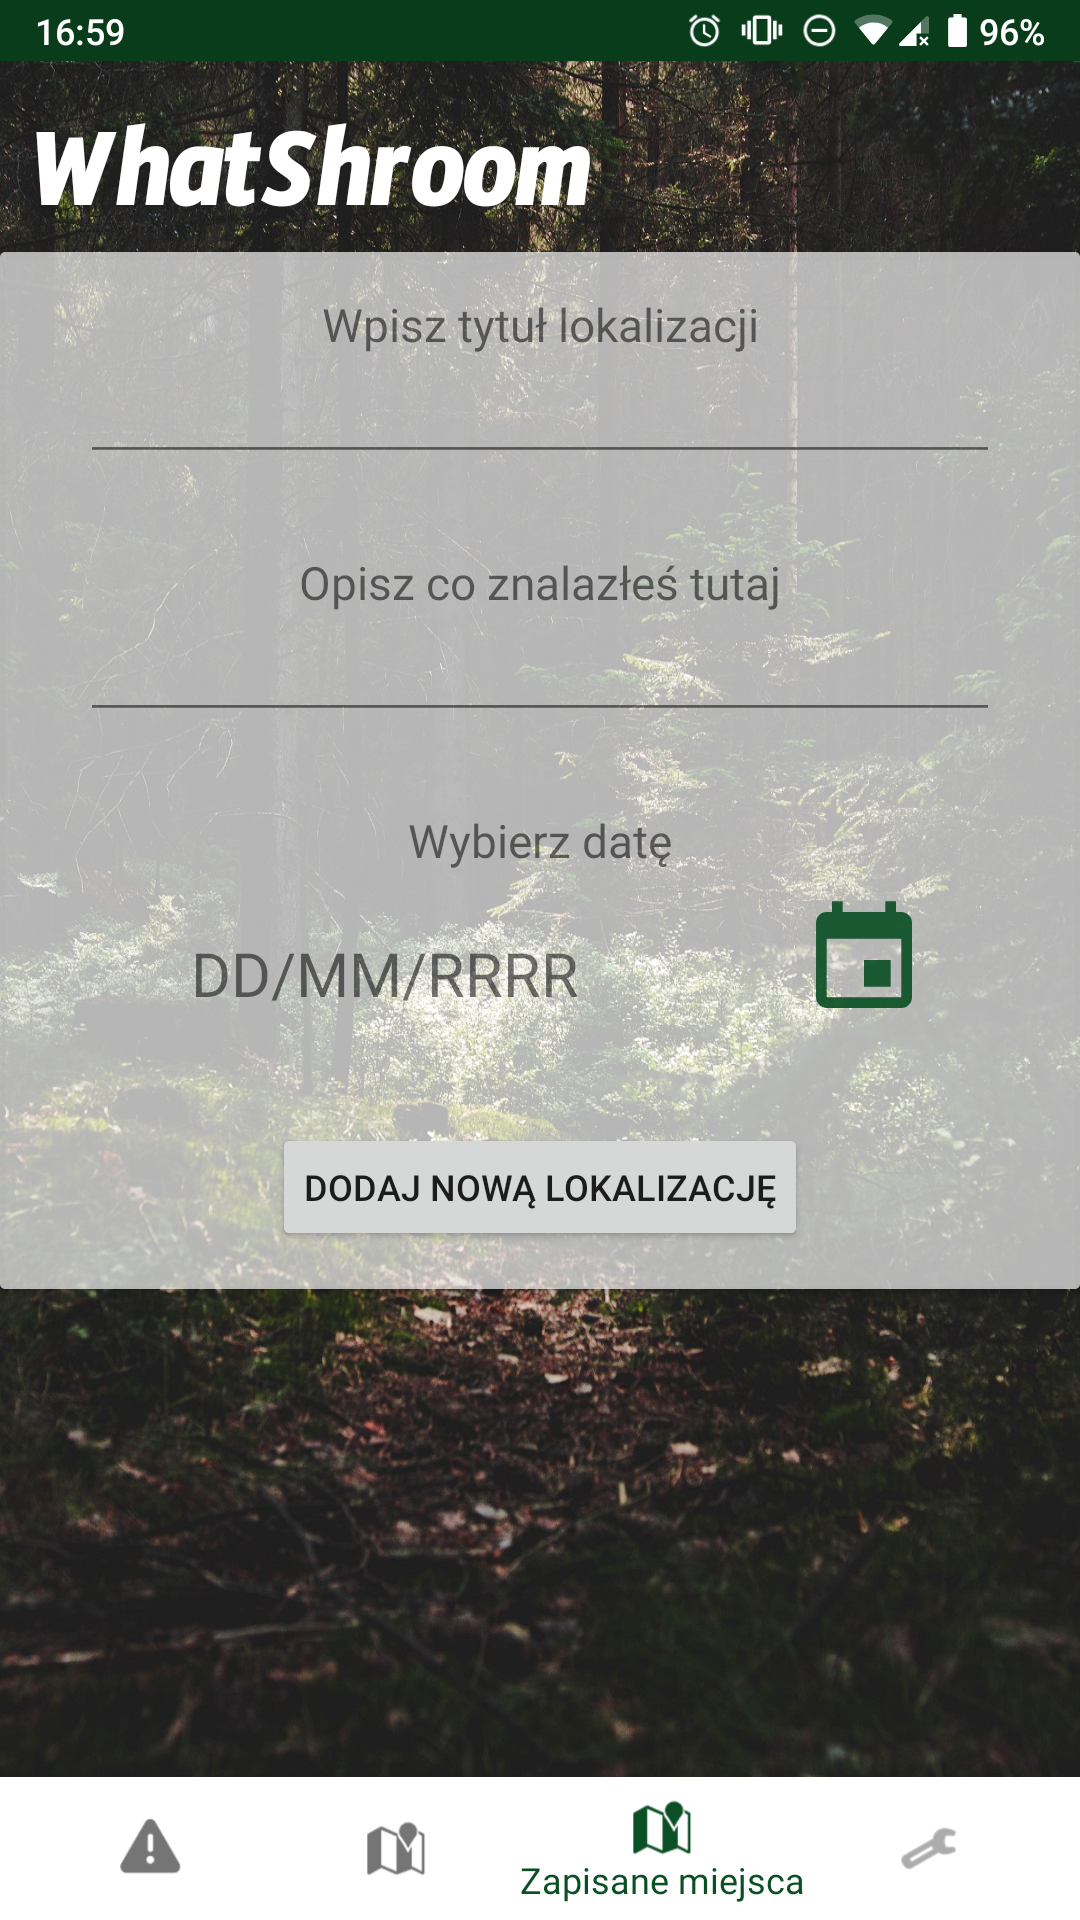 16:59
96%
WhatShroom
Wpisz tytuł lokalizacji
Opisz co znalazłeś tutaj
Wybierz datę
DD/MM/RRRR
DODAJ NOWĄ LOKALIZACJĘ
Zapisane miejsca